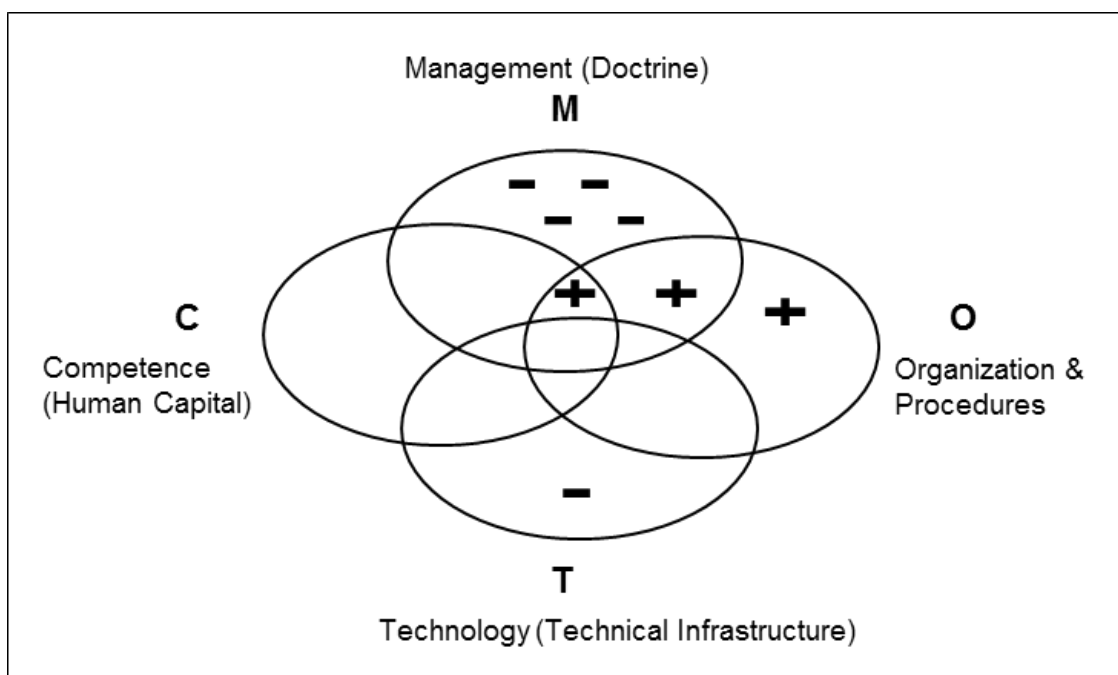 Management (Doctrine)
M
- -
- -
+ + +
C
O
Competence
(Human Capital)
Organization &
Procedures
-
T
Technology (Technical Infrastructure)